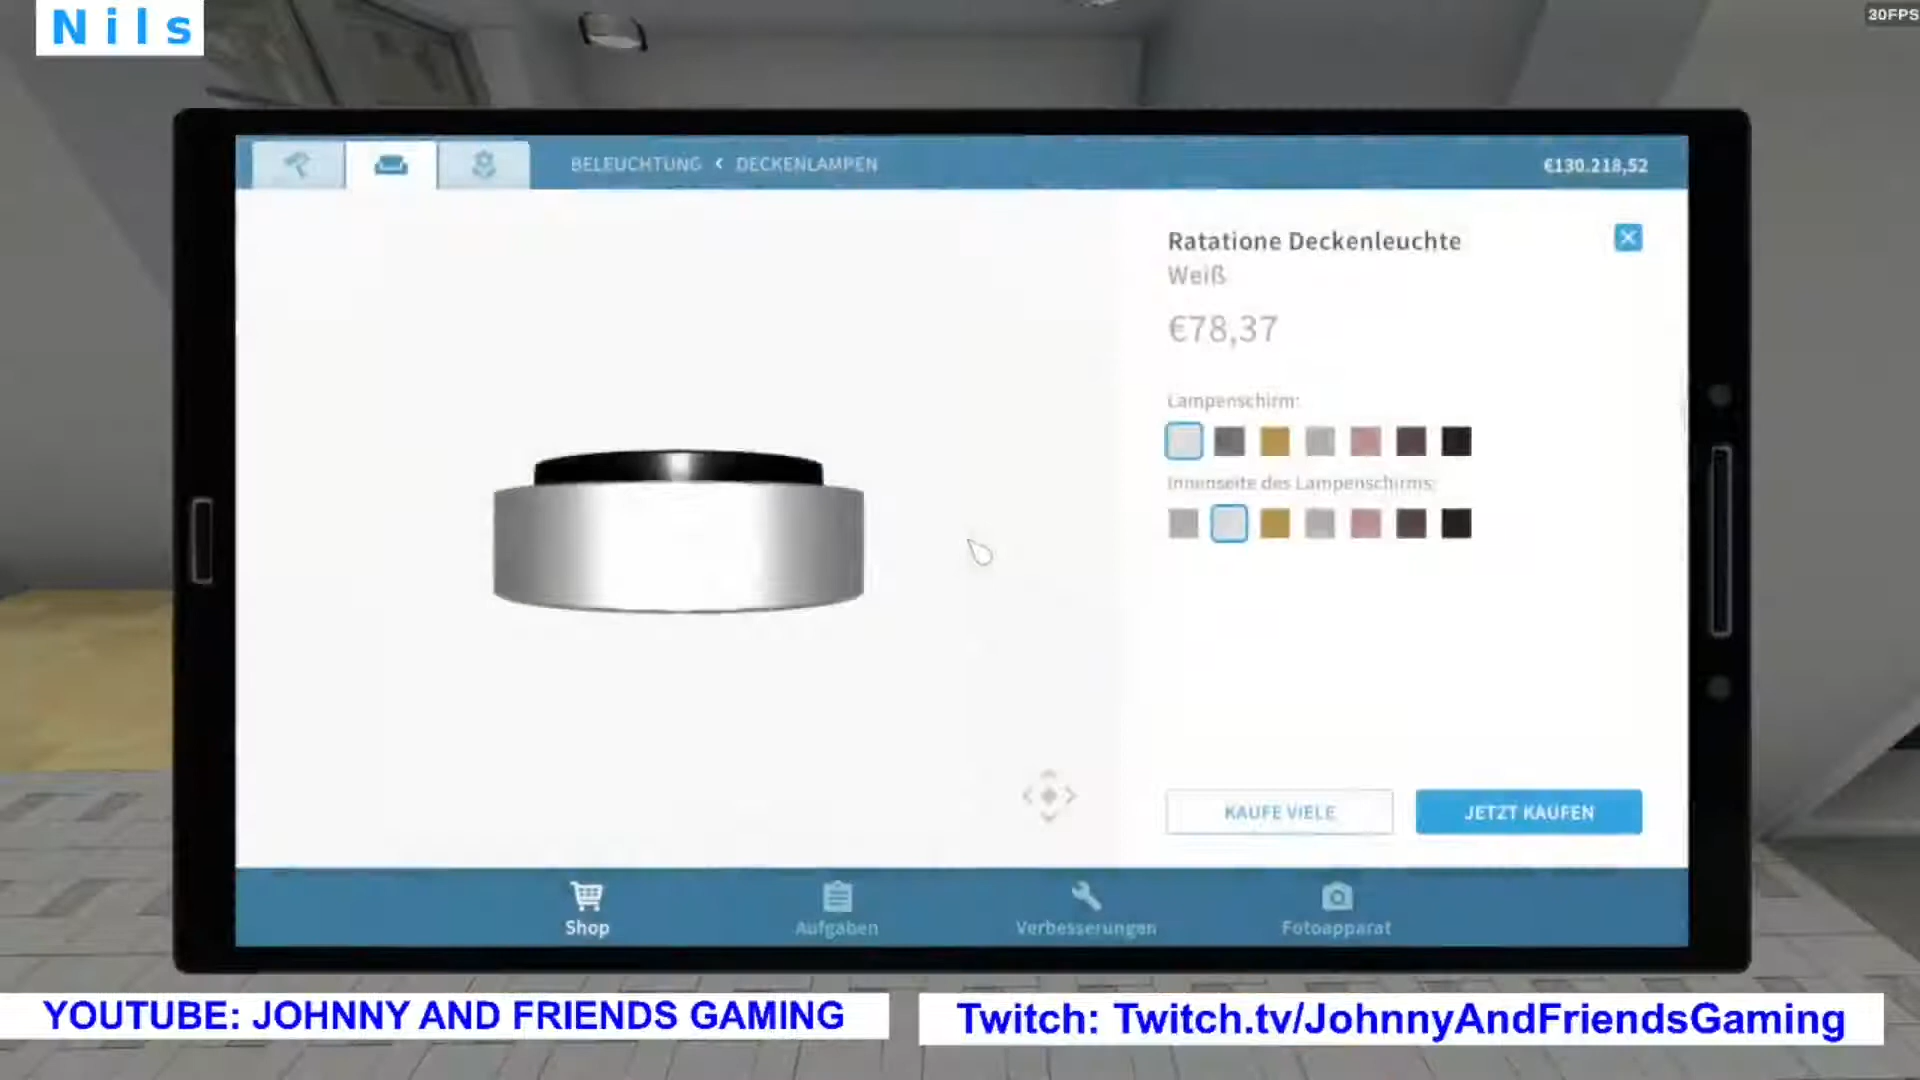 Nils
30FPS
BELEUCHTUNG < DECKENLAMPEN
€130.218,52
Ratatione Deckenleuchte
Weiß
€78,37
Lampenschirm:
Innenseite des Lampenschirms:
KAUFE VIELE
JETZT KAUFEN
Shop
Aufgaben
Verbesserungen
Fotoapparat
YOUTUBE: JOHNNY AND FRIENDS GAMING
Twitch: Twitch.tv/JohnnyAndFriendsGaming